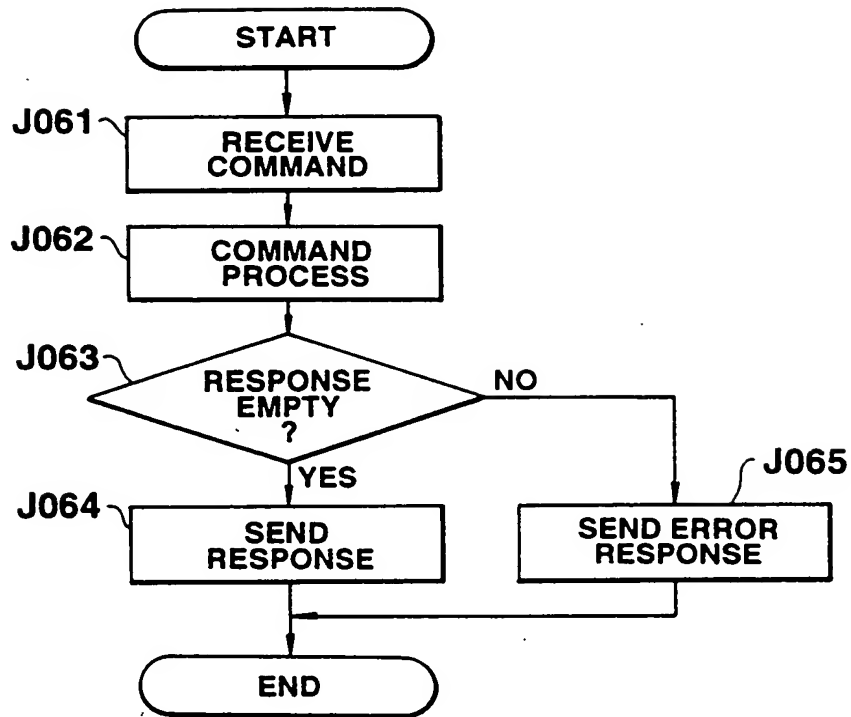 START
J061
RECEIVE
COMMAND
J062
COMMAND
PROCESS
J063
RESPONSE
EMPTY
?
NO
YES
J064
SEND
RESPONSE
J065
SEND ERROR
RESPONSE
END